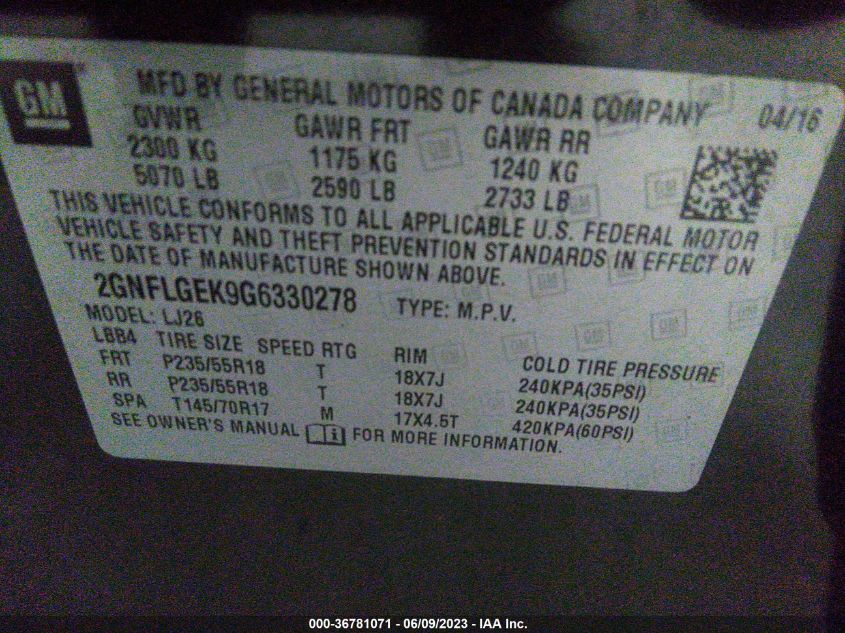 GM
MFD BY GENERAL MOTORS OF CANADA COMPANY 04/16
GVWR GAWR FRT GAWR RR
2300 KG 1175 KG 1240 KG
5070 LB 2590 LB 2733 LB
THIS VEHICLE CONFORMS TO ALL APPLICABLE U.S. FEDERAL MOTOR
VEHICLE SAFETY AND THEFT PREVENTION STANDARDS IN EFFECT ON
THE DATE OF MANUFACTURE SHOWN ABOVE.
2GNFLGEK9G6330278 TYPE: M.P.V.
MODEL: LJ26
LBB4 TIRE SIZE SPEED RTG RIM COLD TIRE PRESSURE
FRT P235/55R18 T 18X7J 240KPA(35PSI)
RR P235/55R18 T 18X7J 240KPA(35PSI)
SPA T145/70R17 M 17X4.5T 420KPA(60PSI)
SEE OWNER'S MANUAL FOR MORE INFORMATION.
000-36781071 - 06/09/2023 - IAA Inc.